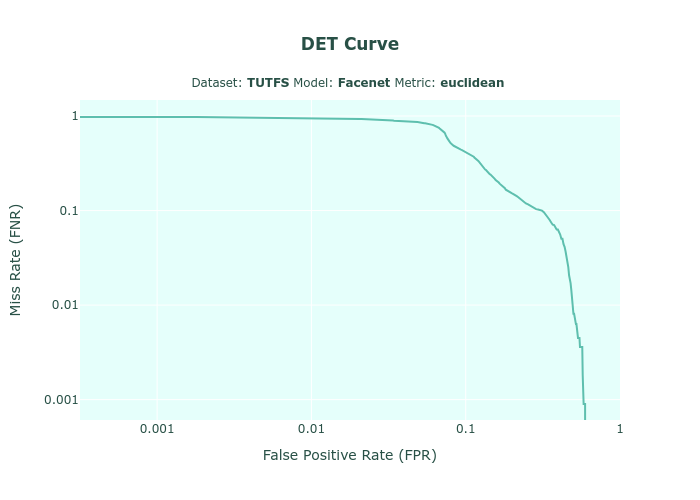 DET Curve
Dataset: TUTFS Model: Facenet Metric: euclidean
1
0.1
0.01
0.001
Miss Rate (FNR)
0.001 0.01 0.1 1
False Positive Rate (FPR)